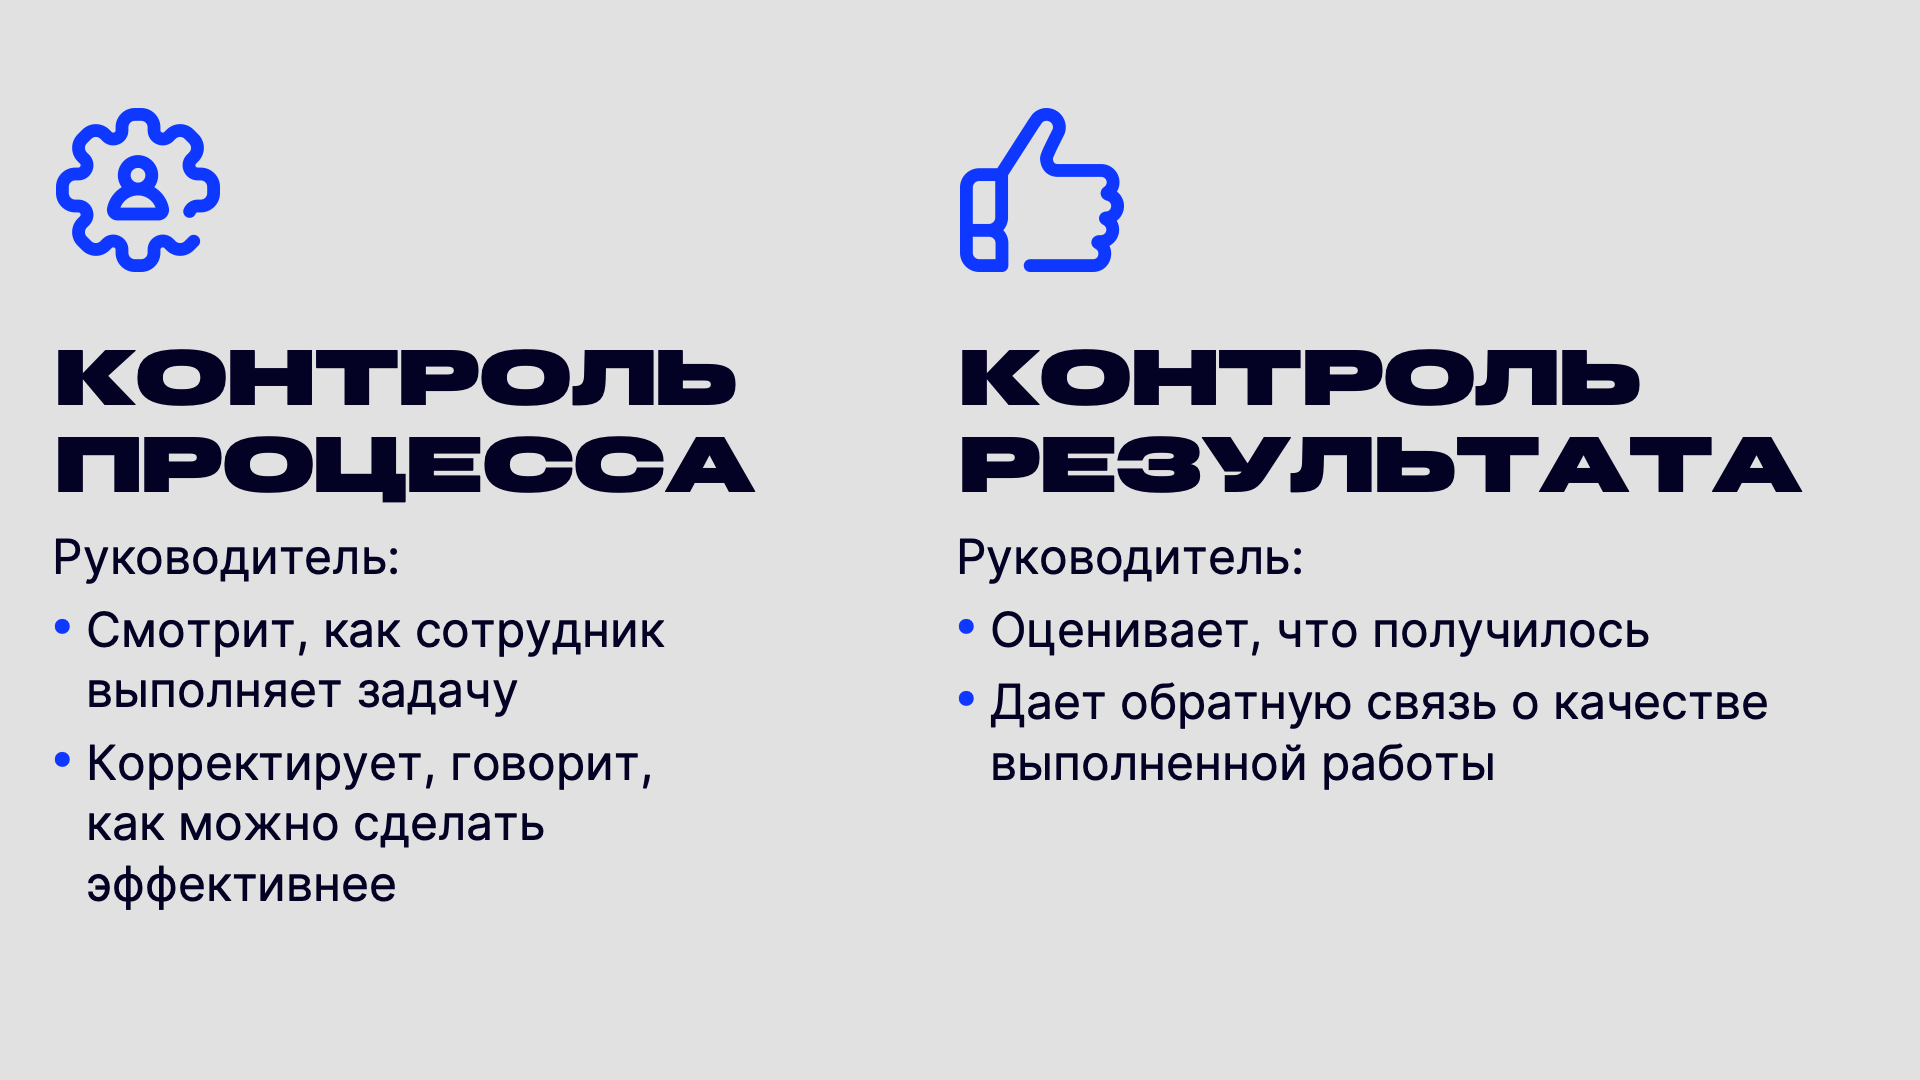 КОНТРОЛЬ
ПРОЦЕССА
Руководитель:
• Смотрит, как сотрудник
выполняет задачу
• Корректирует, говорит,
как можно сделать
эффективнее
КОНТРОЛЬ
РЕЗУЛЬТАТА
Руководитель:
• Оценивает, что получилось
• Дает обратную связь о качестве
выполненной работы